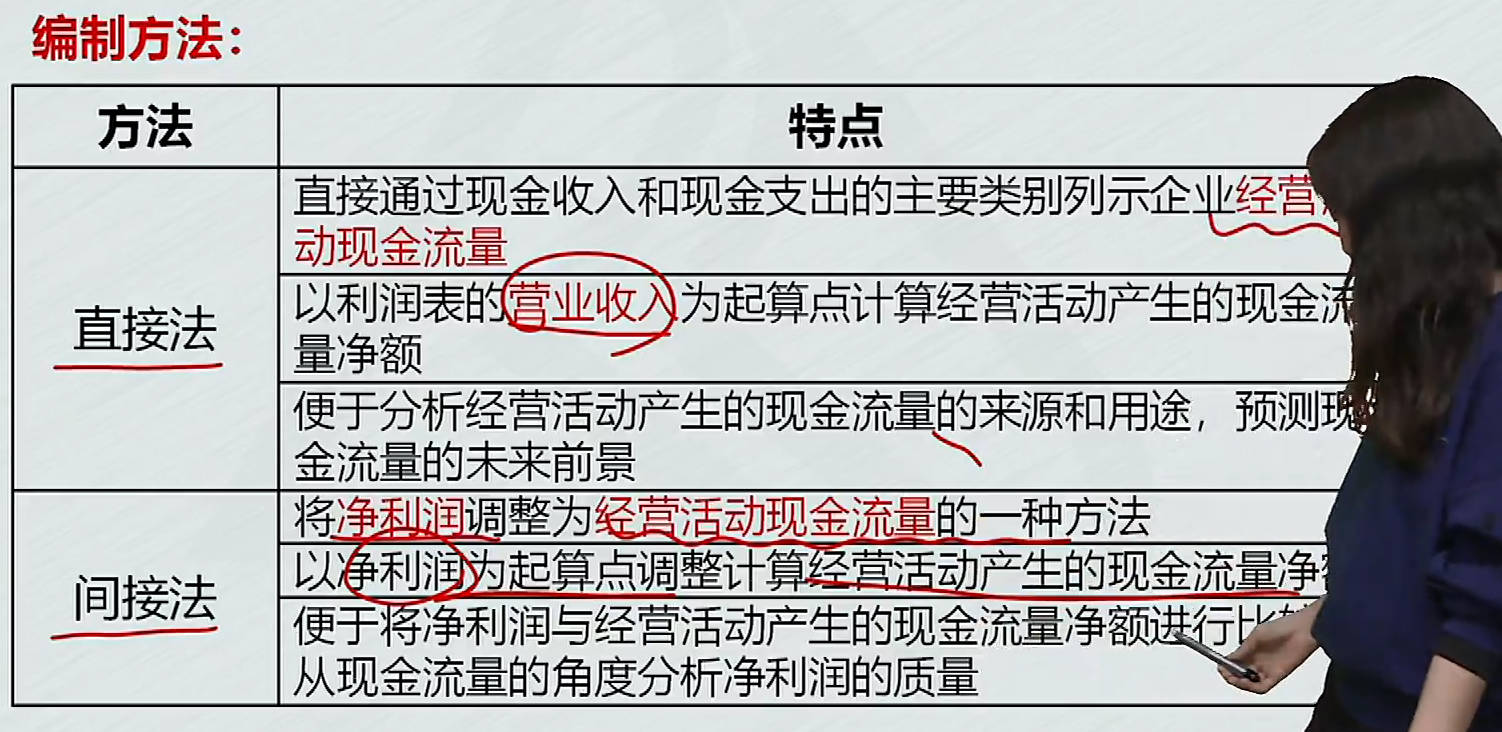 编制方法：
方法
特点
直接法
直接通过现金收入和现金支出的主要类别列示企业经营
动现金流量
以利润表的营业收入为起算点计算经营活动产生的现金流
量净额
便于分析经营活动产生的现金流量的来源和用途，预测现
金流量的未来前景
间接法
将净利润调整为经营活动现金流量的一种方法
以净利润为起算点调整计算经营活动产生的现金流量净
便于将净利润与经营活动产生的现金流量净额进行比
从现金流量的角度分析净利润的质量